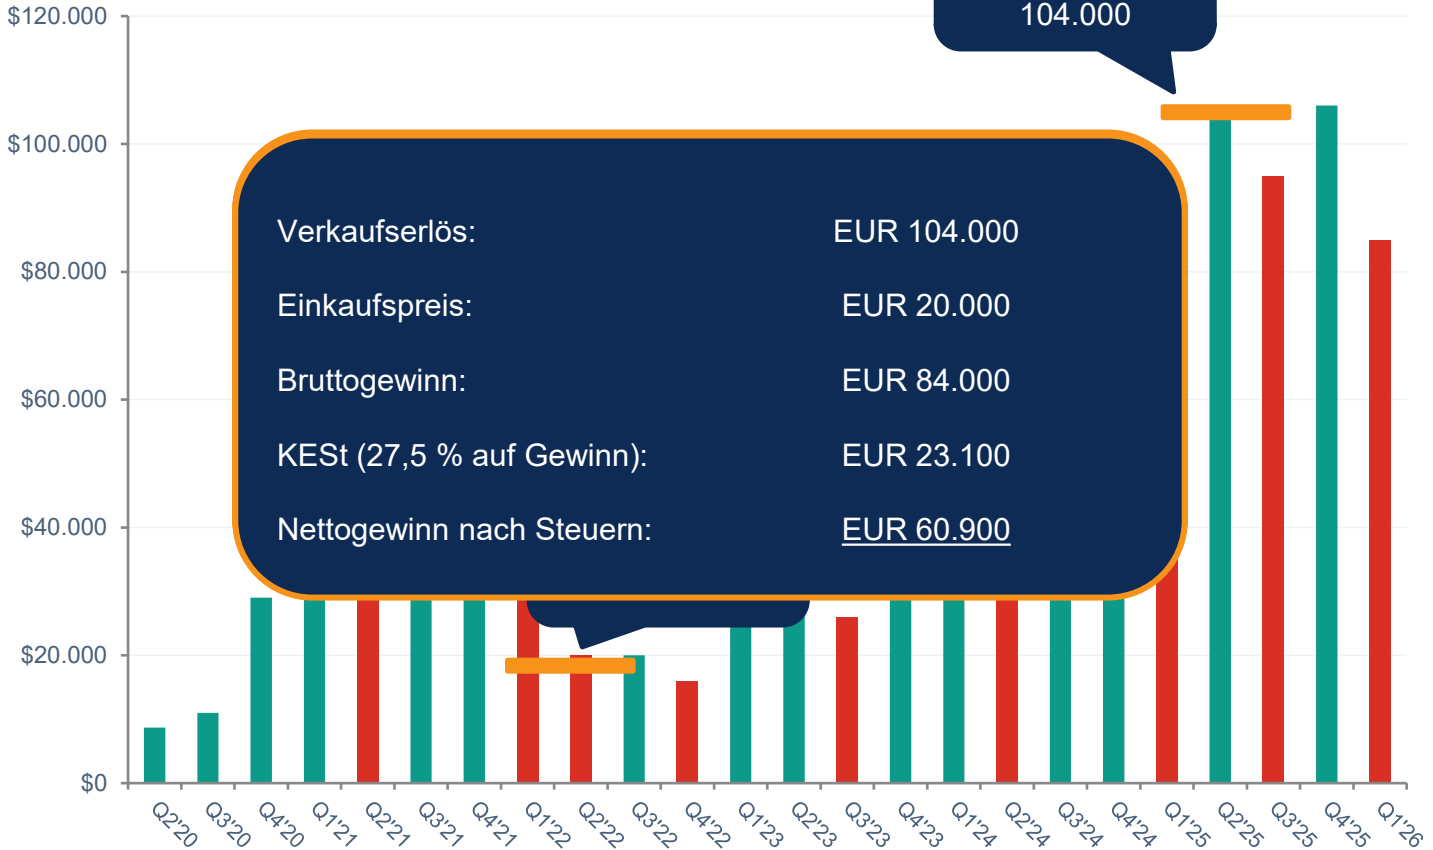 104.000
$120.000
$100.000
$80.000
$60.000
$40.000
$20.000
$0
Verkaufserlös: EUR 104.000
Einkaufspreis: EUR 20.000
Bruttogewinn: EUR 84.000
KESt (27,5 % auf Gewinn): EUR 23.100
Nettogewinn nach Steuern: EUR 60.900
Q2'20 Q3'20 Q4'20 Q1'21 Q2'21 Q3'21 Q4'21 Q1'22 Q2'22 Q3'22 Q4'22 Q1'23 Q2'23 Q3'23 Q4'23 Q1'24 Q2'24 Q3'24 Q4'24 Q1'25 Q2'25 Q3'25 Q4'25 Q1'26